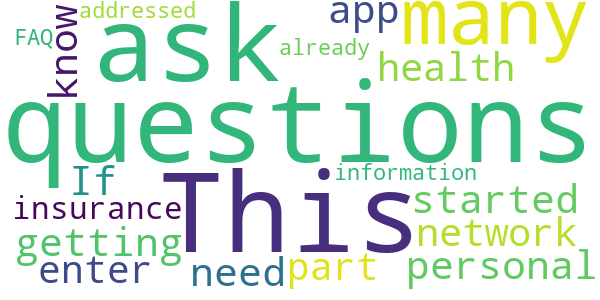 addressed
app
many
FAQ
know
ask
already
health
questions
If
This
information
insurance
started
getting
network
enter
need
part
personal